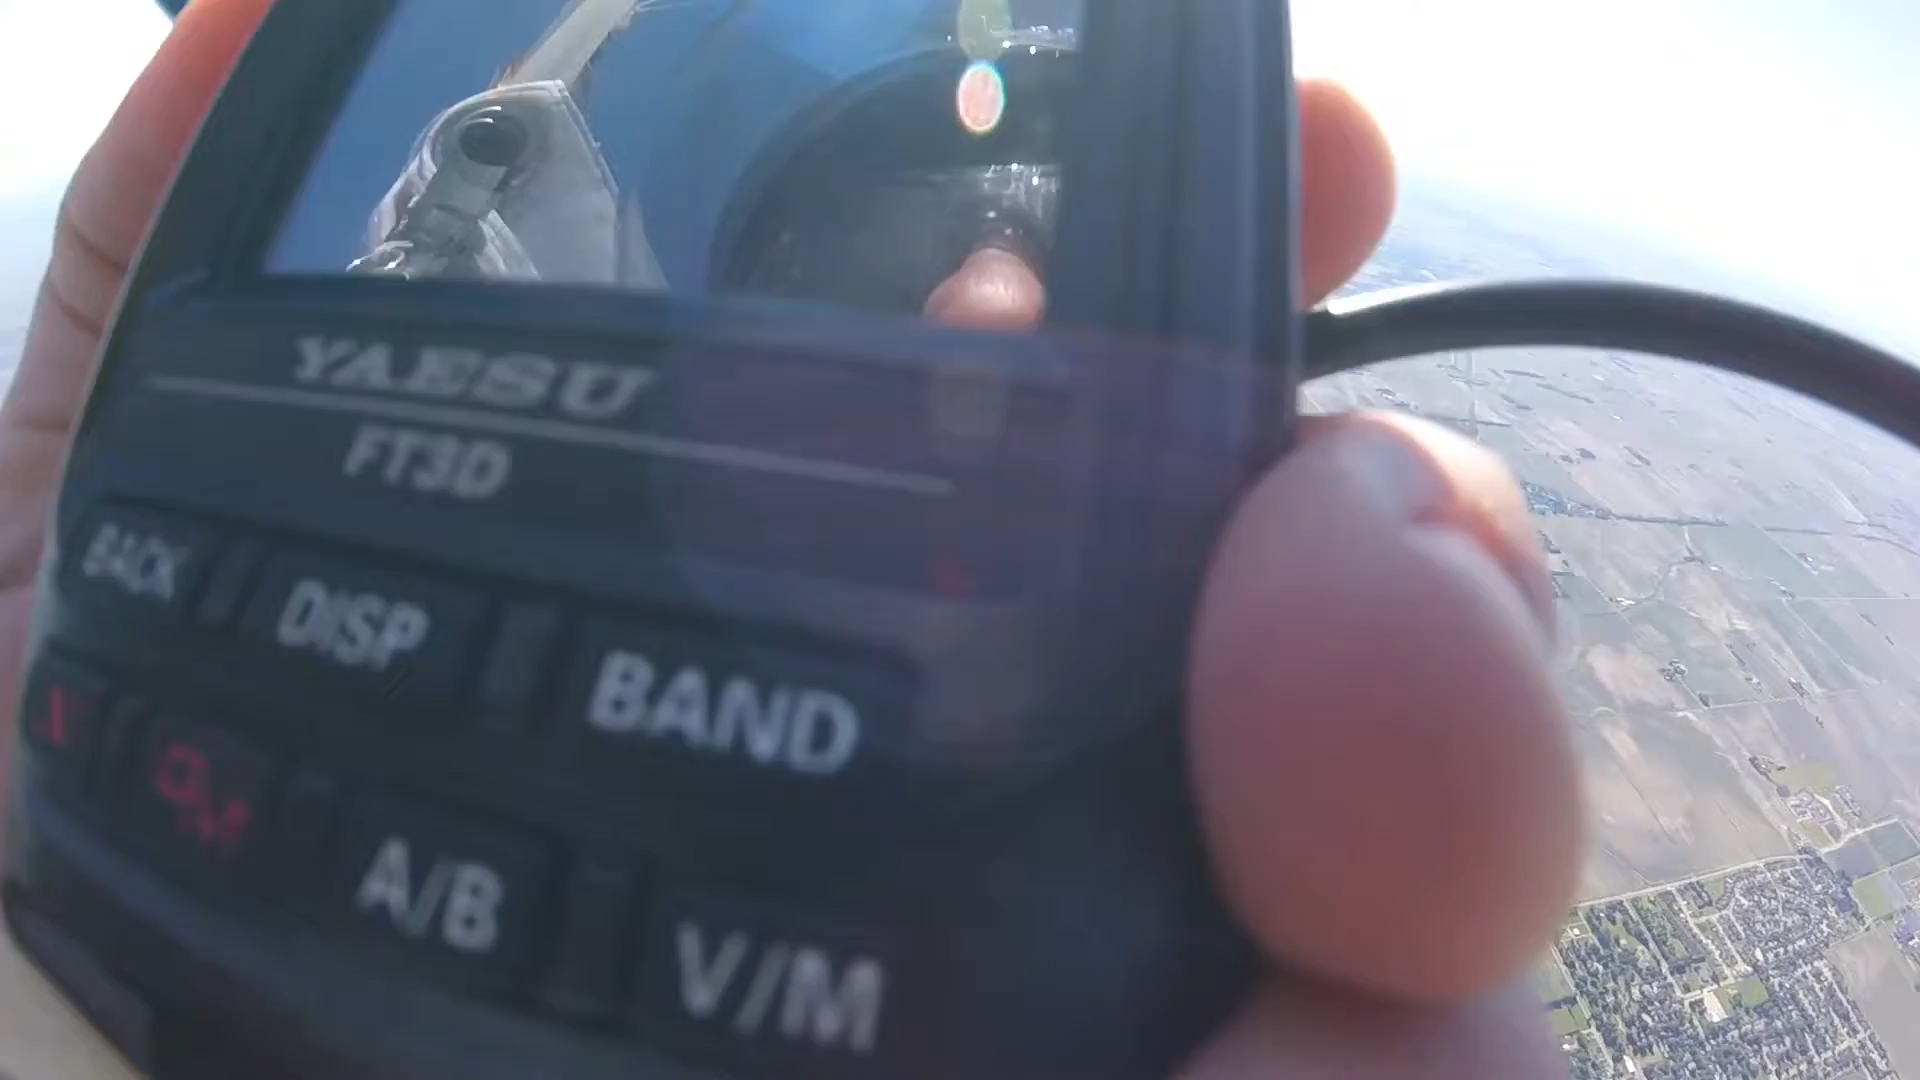 YAESU
FT3D
BACK DISP BAND
X
A/B V/M